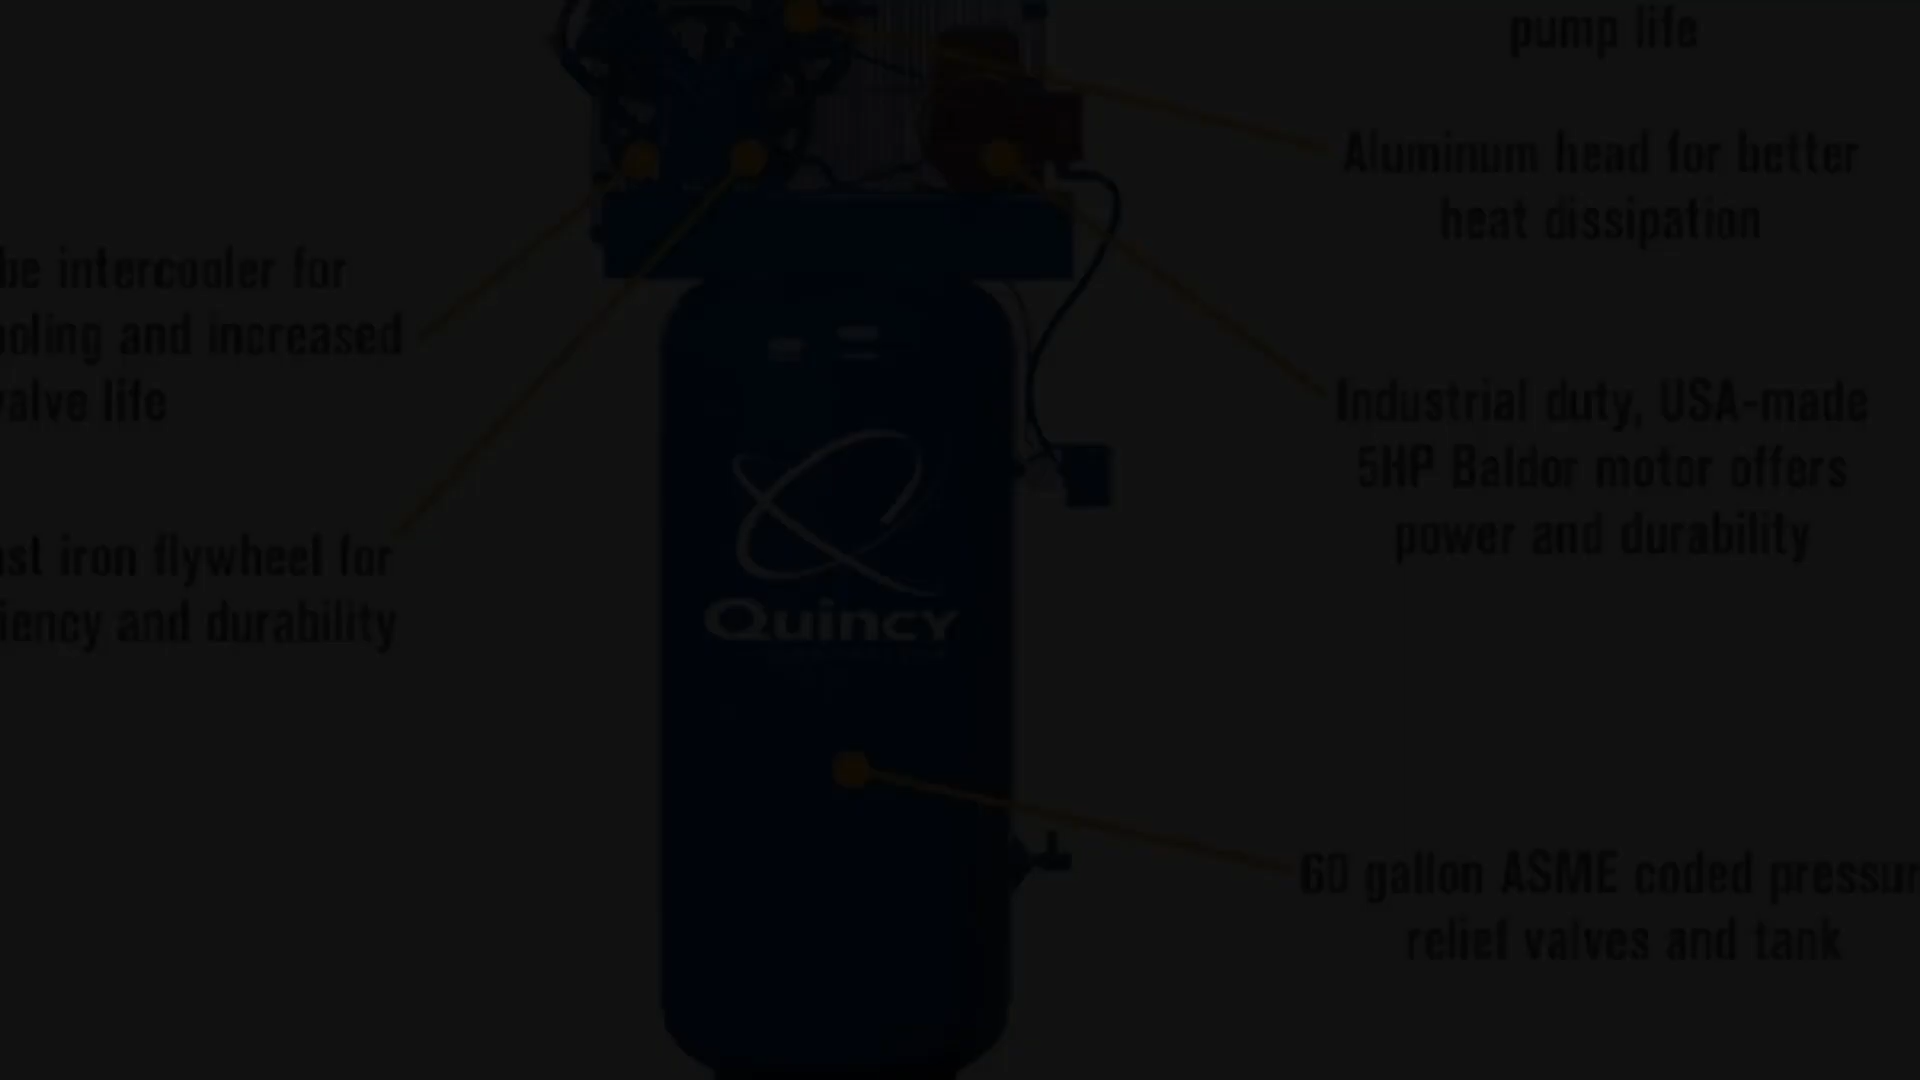 pump life
Aluminum head for better
heat dissipation
be intercooler for
ooling and increased
valve life
Industrial duty, USA-made
5HP Baldor motor offers
power and durability
ast iron flywheel for
iency and durability
Quincy
60 gallon ASME coded pressur
relief valves and tank